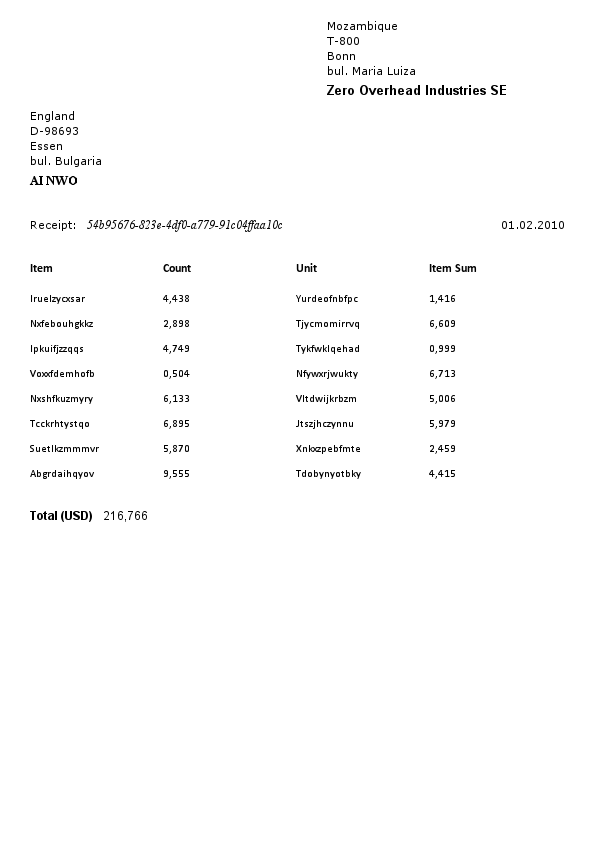 Mozambique
T-800
Bonn
bul. Maria Luiza
Zero Overhead Industries SE
England
D-98693
Essen
bul. Bulgaria
AI NWO
Receipt: 54b95676-823e-4df0-a779-91c04ffaa10c 01.02.2010
Item Count Unit Item Sum
Iruelzycxsar 4,438 Yurdeofnbfpc 1,416
Nxfebouhgkkz 2,898 Tjycmomirrvq 6,609
Ipkuifjzzqqs 4,749 Tykfwklqehad 0,999
Voxxfdemhofb 0,504 Nfywxrjwukty 6,713
Nxshfkuzmyry 6,133 Vltdwijkrbzm 5,006
Tcckrhtystqo 6,895 Jtszjhczynnu 5,979
Suetlkzmmmvr 5,870 Xnkxzpebfmte 2,459
Abgrdaihqyov 9,555 Tdobynyotbky 4,415
Total (USD) 216,766